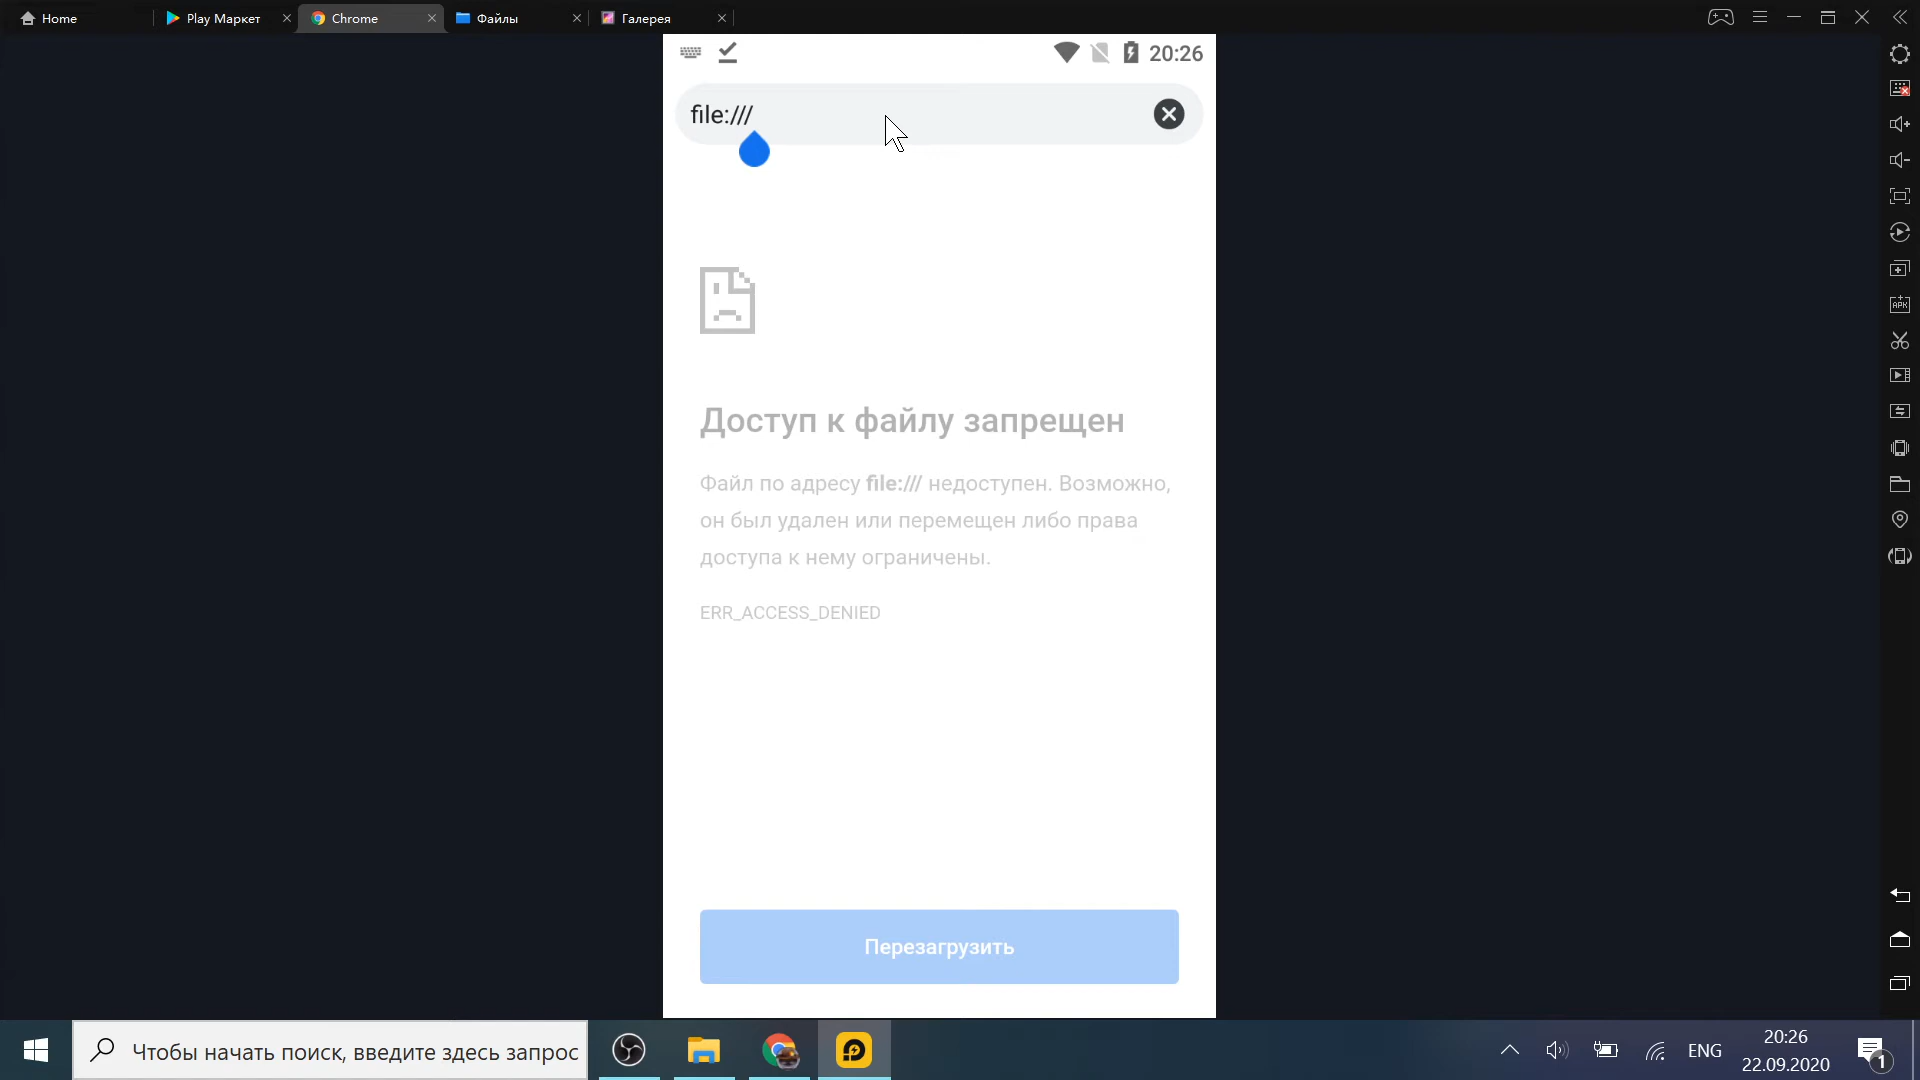 Home
Play Маркет
Chrome
Файлы
Галерея
20:26
file:///
Доступ к файлу запрещен
Файл по адресу file:/// недоступен. Возможно,
он был удален или перемещен либо права
доступа к нему ограничены.
ERR_ACCESS_DENIED
Перезагрузить
APK
Чтобы начать поиск, введите здесь запрос
ENG
20:26
22.09.2020
1